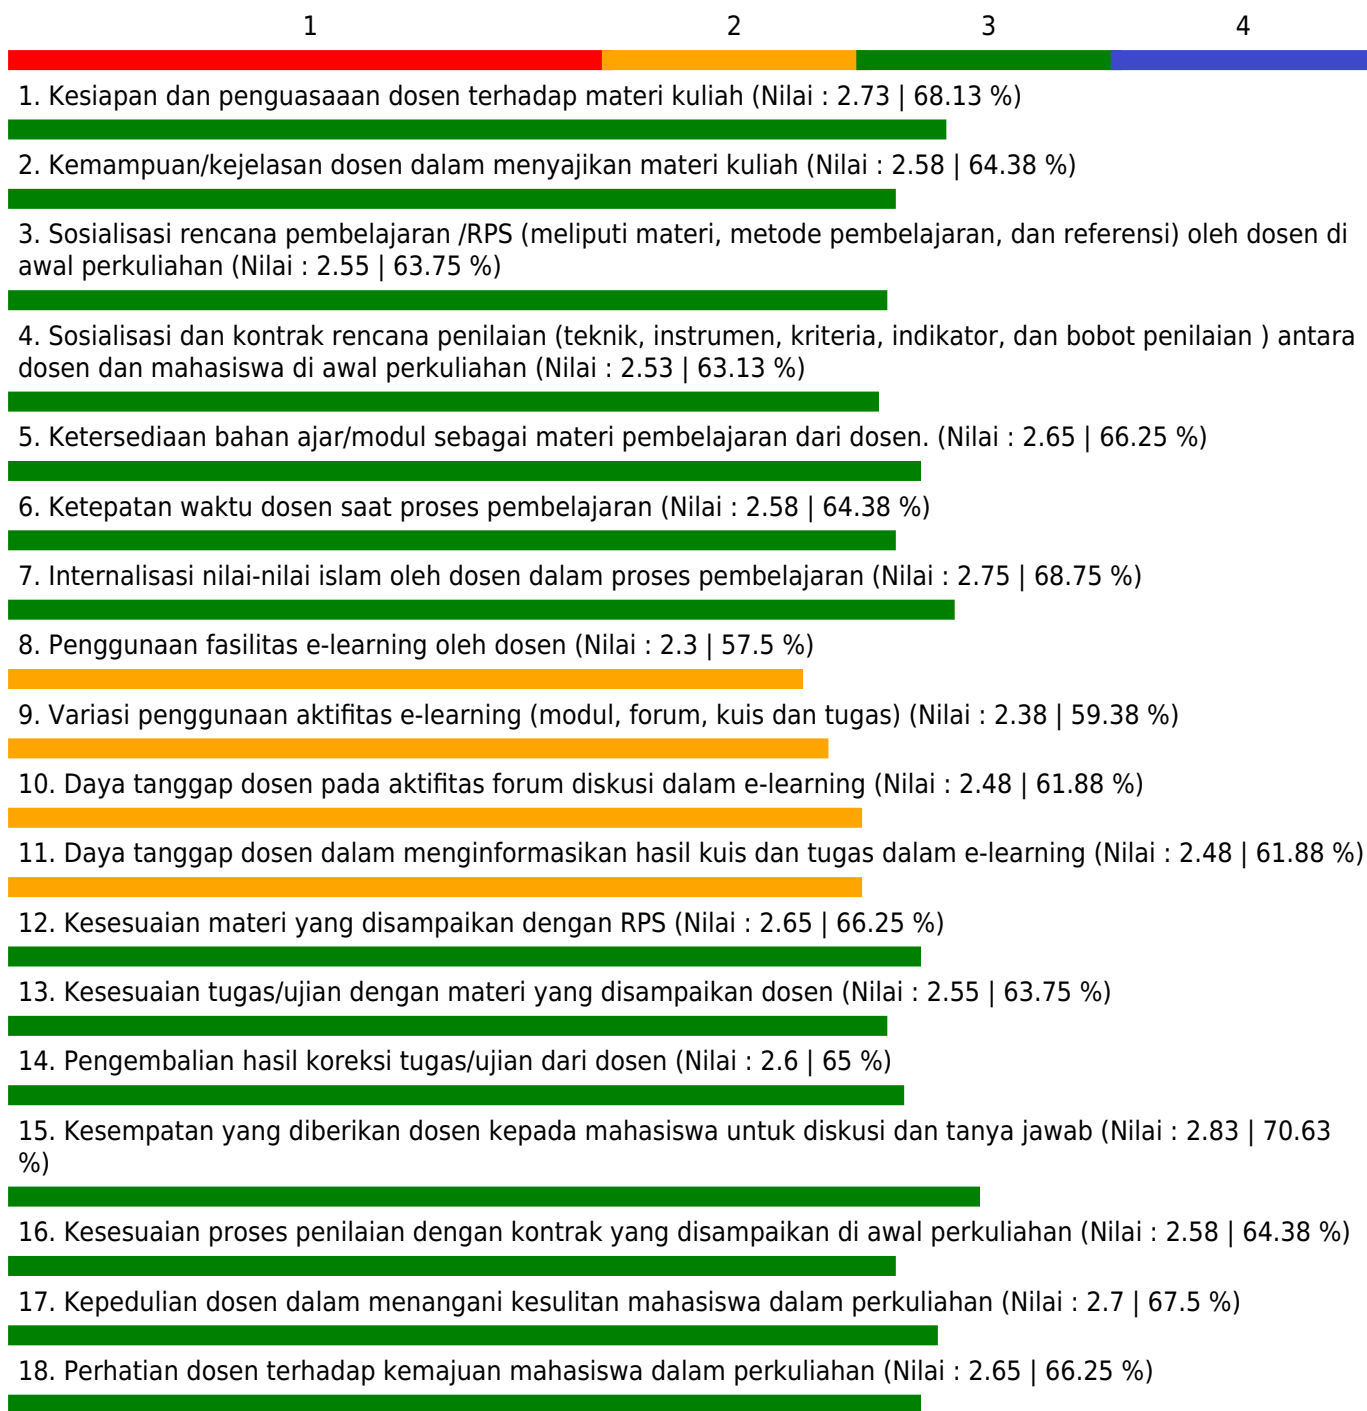 1 2 3 4
1. Kesiapan dan penguasaaan dosen terhadap materi kuliah (Nilai : 2.73 | 68.13 %)
2. Kemampuan/kejelasan dosen dalam menyajikan materi kuliah (Nilai : 2.58 | 64.38 %)
3. Sosialisasi rencana pembelajaran /RPS (meliputi materi, metode pembelajaran, dan referensi) oleh dosen di
awal perkuliahan (Nilai : 2.55 | 63.75 %)
4. Sosialisasi dan kontrak rencana penilaian (teknik, instrumen, kriteria, indikator, dan bobot penilaian ) antara
dosen dan mahasiswa di awal perkuliahan (Nilai : 2.53 | 63.13 %)
5. Ketersediaan bahan ajar/modul sebagai materi pembelajaran dari dosen. (Nilai : 2.65 | 66.25 %)
6. Ketepatan waktu dosen saat proses pembelajaran (Nilai : 2.58 | 64.38 %)
7. Internalisasi nilai-nilai islam oleh dosen dalam proses pembelajaran (Nilai : 2.75 | 68.75 %)
8. Penggunaan fasilitas e-learning oleh dosen (Nilai : 2.3 | 57.5 %)
9. Variasi penggunaan aktifitas e-learning (modul, forum, kuis dan tugas) (Nilai : 2.38 | 59.38 %)
10. Daya tanggap dosen pada aktifitas forum diskusi dalam e-learning (Nilai : 2.48 | 61.88 %)
11. Daya tanggap dosen dalam menginformasikan hasil kuis dan tugas dalam e-learning (Nilai : 2.48 | 61.88 %)
12. Kesesuaian materi yang disampaikan dengan RPS (Nilai : 2.65 | 66.25 %)
13. Kesesuaian tugas/ujian dengan materi yang disampaikan dosen (Nilai : 2.55 | 63.75 %)
14. Pengembalian hasil koreksi tugas/ujian dari dosen (Nilai : 2.6 | 65 %)
15. Kesempatan yang diberikan dosen kepada mahasiswa untuk diskusi dan tanya jawab (Nilai : 2.83 | 70.63
%)
16. Kesesuaian proses penilaian dengan kontrak yang disampaikan di awal perkuliahan (Nilai : 2.58 | 64.38 %)
17. Kepedulian dosen dalam menangani kesulitan mahasiswa dalam perkuliahan (Nilai : 2.7 | 67.5 %)
18. Perhatian dosen terhadap kemajuan mahasiswa dalam perkuliahan (Nilai : 2.65 | 66.25 %)